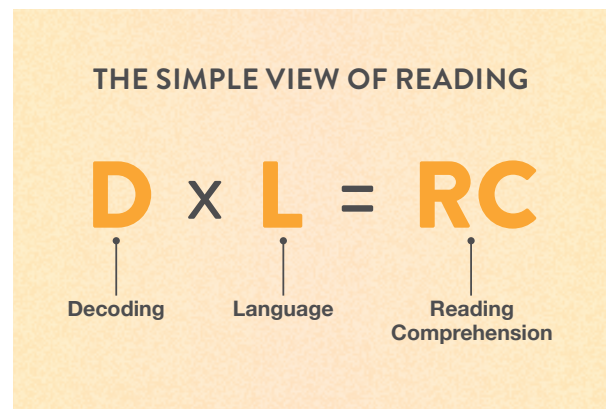 THE SIMPLE VIEW OF READING
D x L = RC
Decoding Language Reading
Comprehension